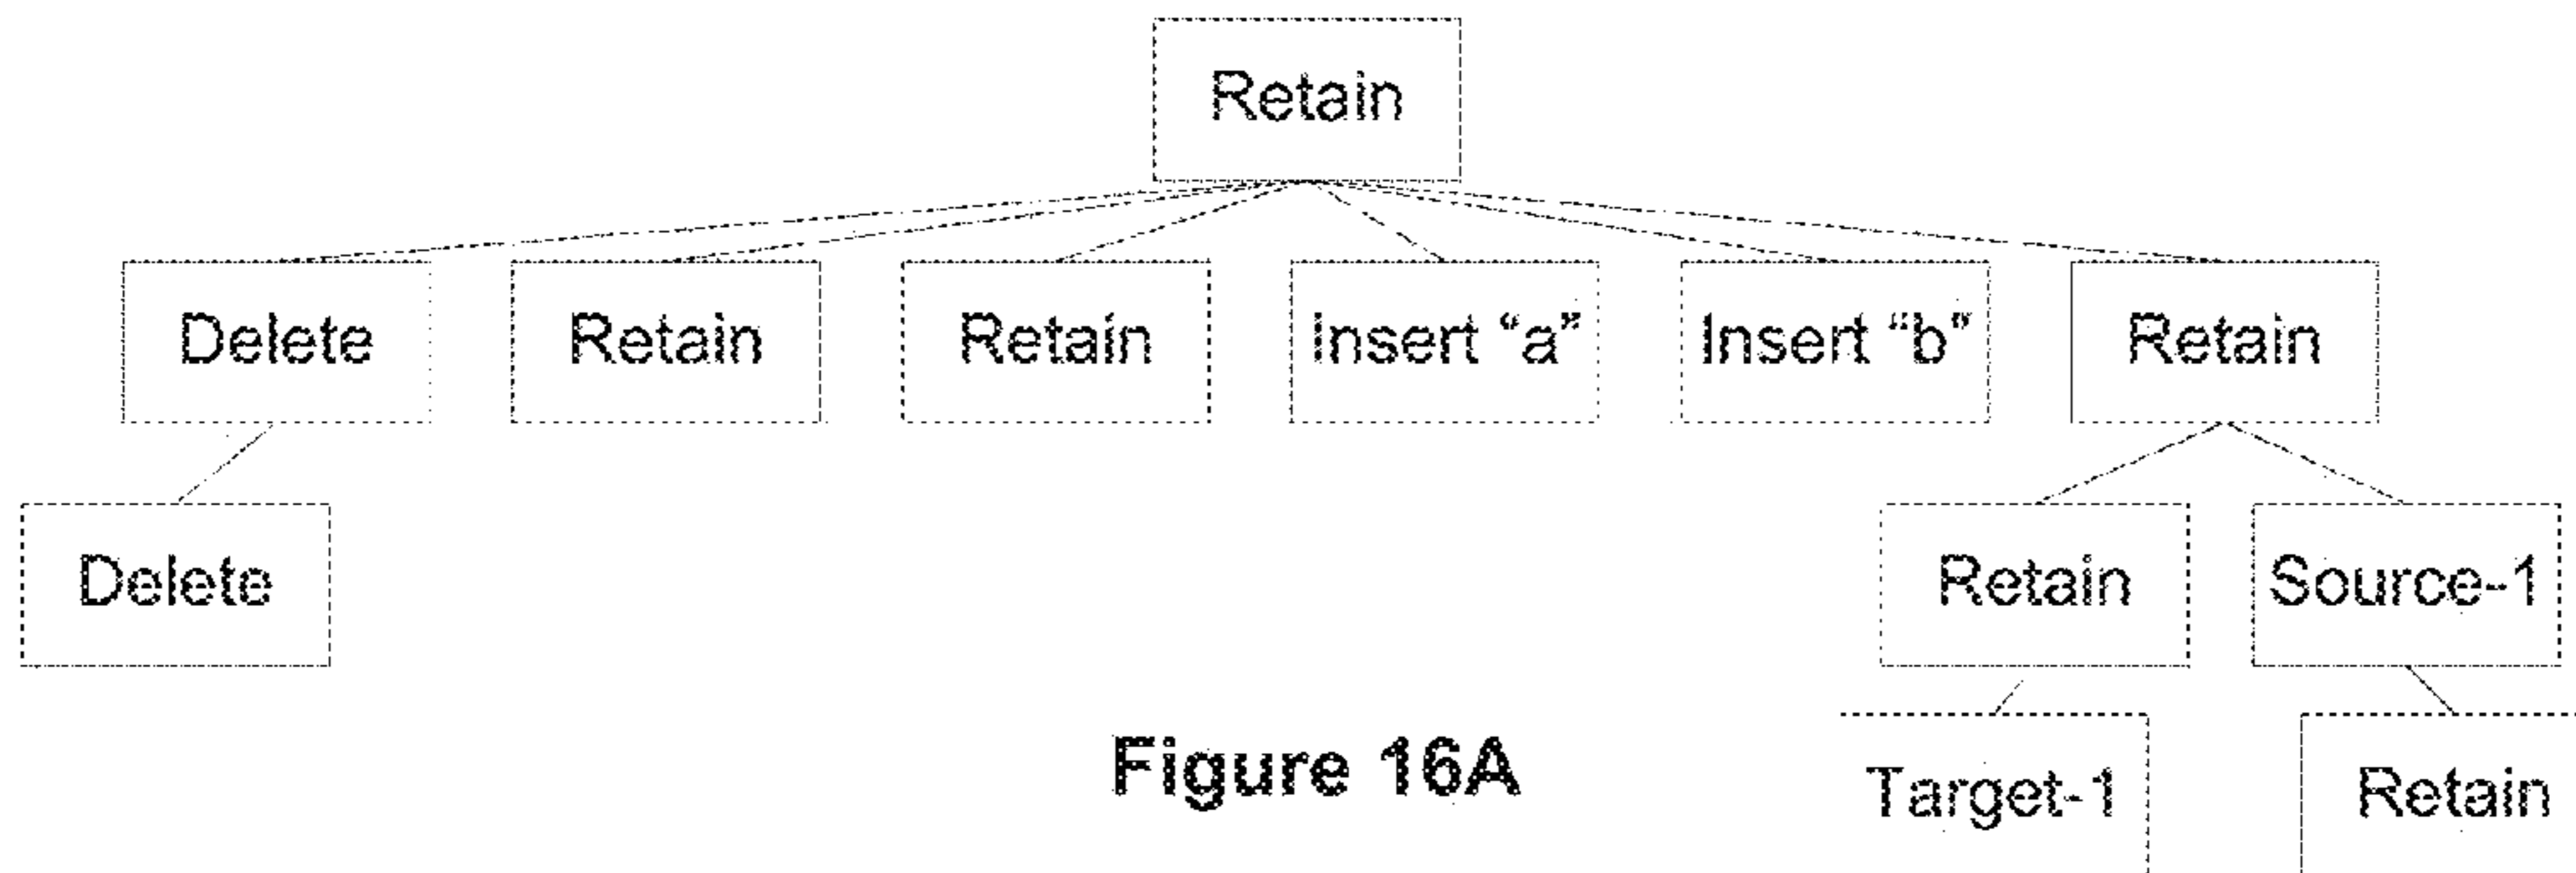 Retain
Delete Retain Retain Insert “a” Insert “b” Retain
Delete Retain Source-1
Figure 16A Target-1 Retain